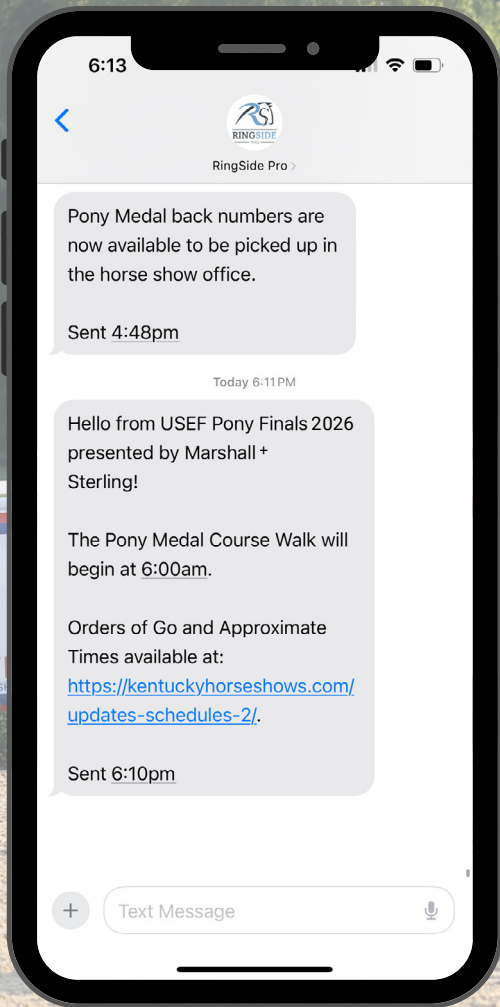 6:13
RS
RINGSIDE
RingSide Pro
Pony Medal back numbers are
now available to be picked up in
the horse show office.
Sent 4:48pm
Today 6:11 PM
Hello from USEF Pony Finals 2026
presented by Marshall+
Sterling!
The Pony Medal Course Walk will
begin at 6:00am.
Orders of Go and Approximate
Times available at:
https://kentuckyhorseshows.com/
updates-schedules-2/.
Sent 6:10pm
Text Message